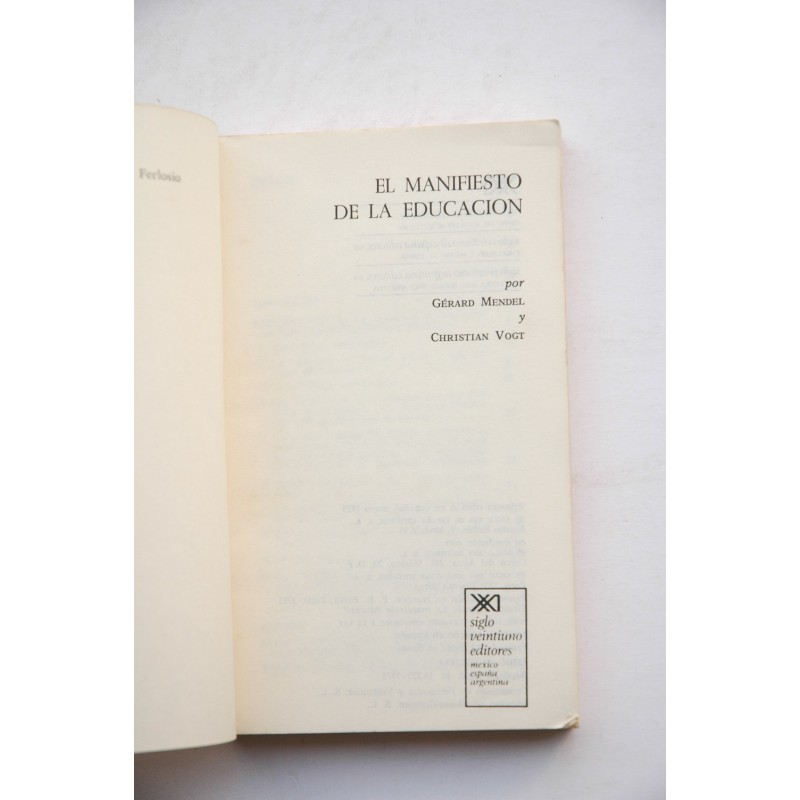 Ferlosio
EL MANIFIESTO
DE LA EDUCACION
por
GÉRARD MENDEL
y
CHRISTIAN VOGT
siglo
veintiuno
editores
mexico
españa
argentina